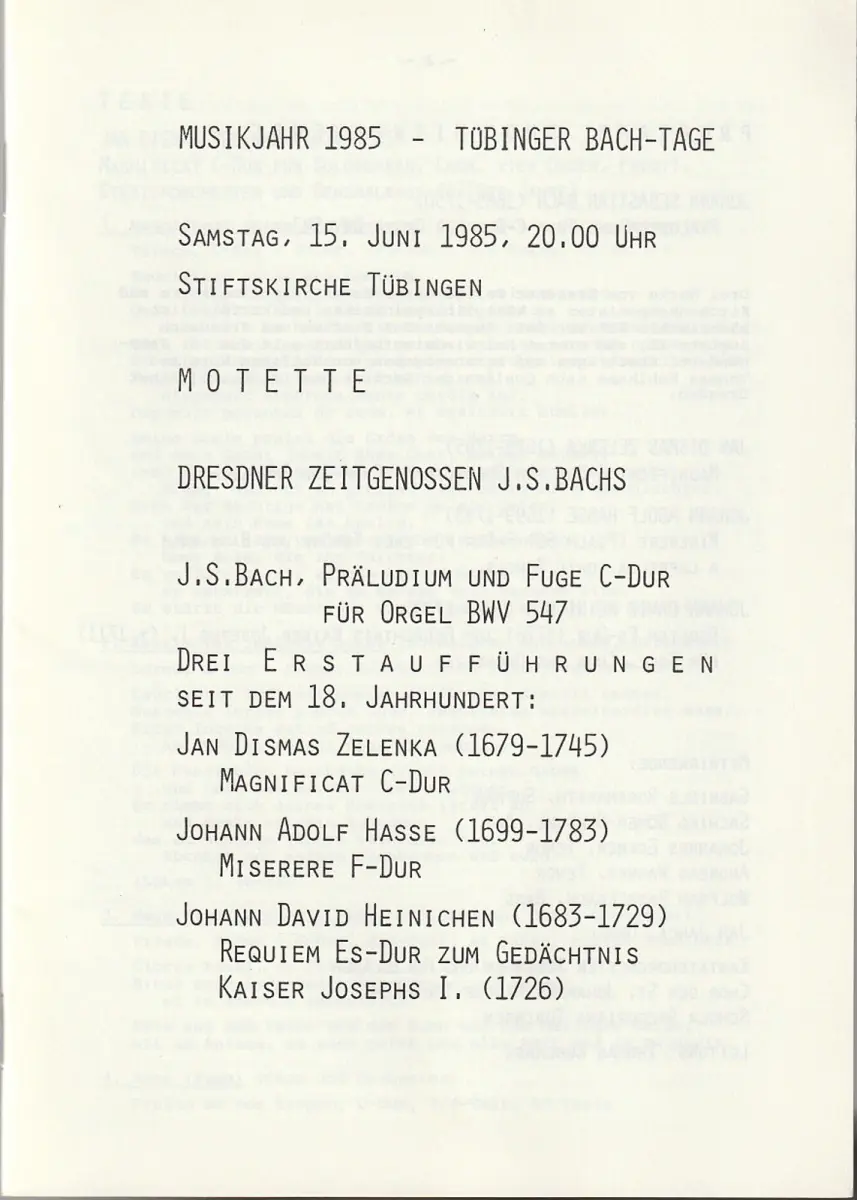 MUSIKJAHR 1985 - TÜBINGER BACH-TAGE
SAMSTAG, 15. JUNI 1985, 20.00 UHR
STIFTSKIRCHE TÜBINGEN
M O T E T T E
DRESDNER ZEITGENOSSEN J.S.BACHS
J.S.BACH, PRÄLUDIUM UND FUGE C-DUR
FÜR ORGEL BWV 547
DREI E R S T A U F F Ü H R U N G E N
SEIT DEM 18. JAHRHUNDERT:
JAN DISMAS ZELENKA (1679-1745)
MAGNIFICAT C-DUR
JOHANN ADOLF HASSE (1699-1783)
MISERERE F-DUR
JOHANN DAVID HEINICHEN (1683-1729)
REQUIEM ES-DUR ZUM GEDÄCHTNIS
KAISER JOSEPHS I. (1726)